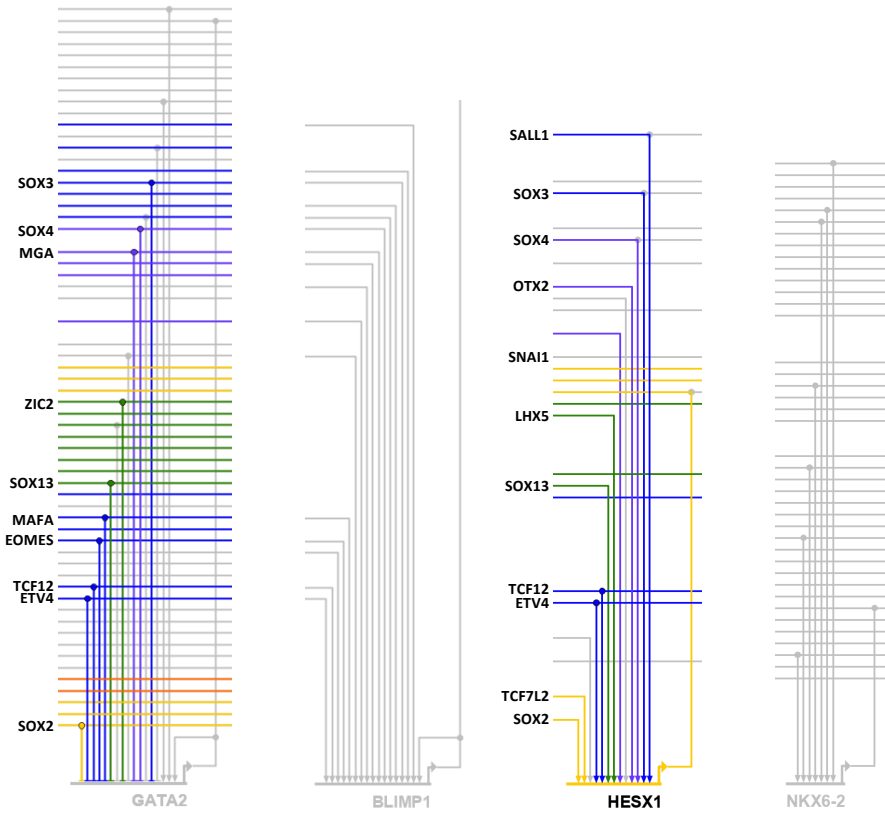 SOX3
SOX4
MGA
ZIC2
SOX13
MAFA
EOMES
TCF12
ETV4
SOX2
GATA2
BLIMP1
SALL1
SOX3
SOX4
OTX2
SNAI1
LHX5
SOX13
TCF12
ETV4
TCF7L2
SOX2
HESX1
NKX6-2